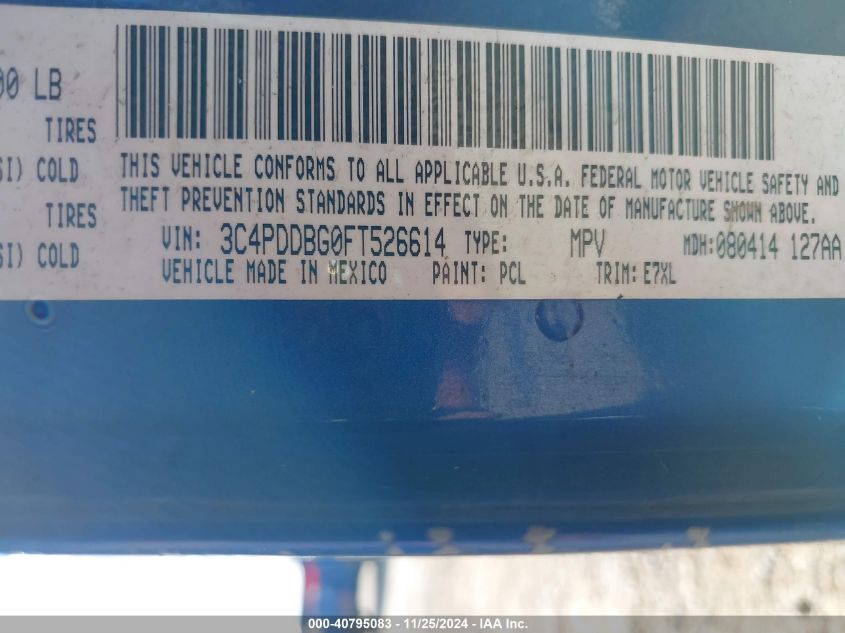 00 LB
TIRES
SI) COLD
TIRES
SI) COLD
THIS VEHICLE CONFORMS TO ALL APPLICABLE U.S.A. FEDERAL MOTOR VEHICLE SAFETY AND
THEFT PREVENTION STANDARDS IN EFFECT ON THE DATE OF MANUFACTURE SHOWN ABOVE.
VIN: 3C4PDDBG0FT526614 TYPE: MPV MDH:080414 127AA
VEHICLE MADE IN MEXICO PAINT: PCL TRIM: E7XL
000-40795083 - 11/25/2024 - IAA Inc.